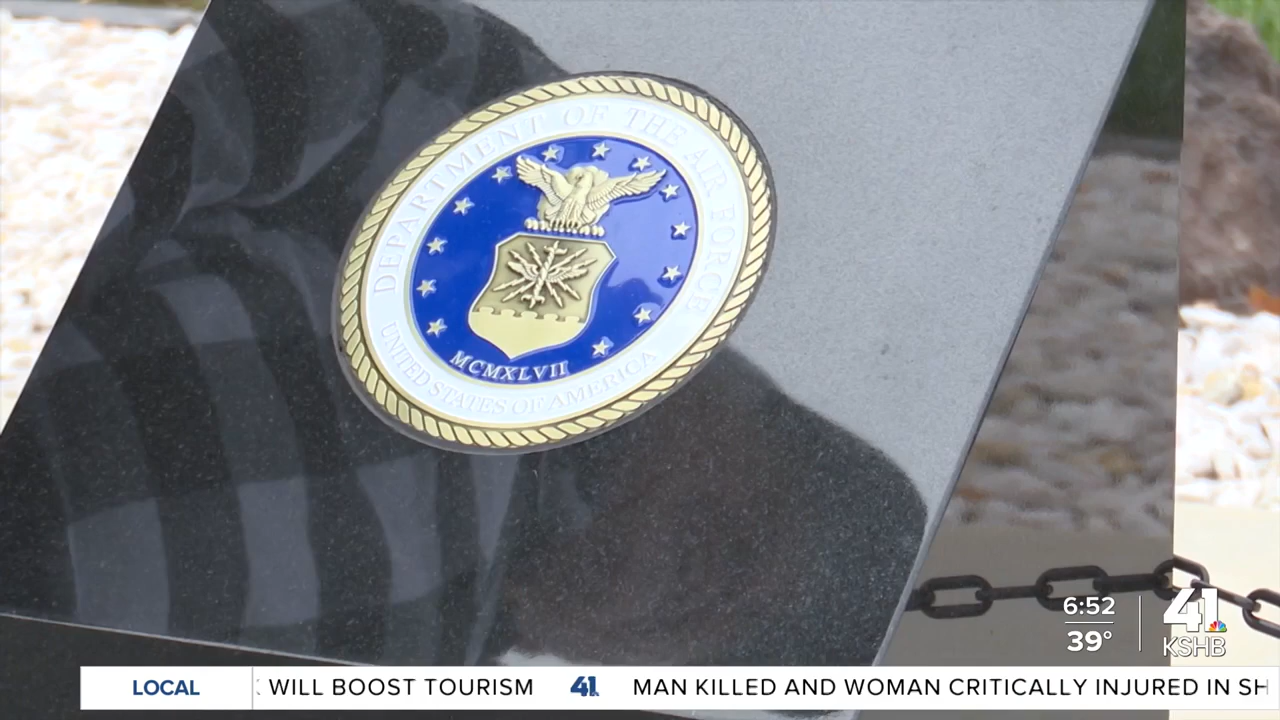 DEPARTMENT OF THE AIR FORCE
MCMXLVII
UNITED STATES OF AMERICA
6:52
39°
41
KSHB
LOCAL
WILL BOOST TOURISM 41 MAN KILLED AND WOMAN CRITICALLY INJURED IN SH